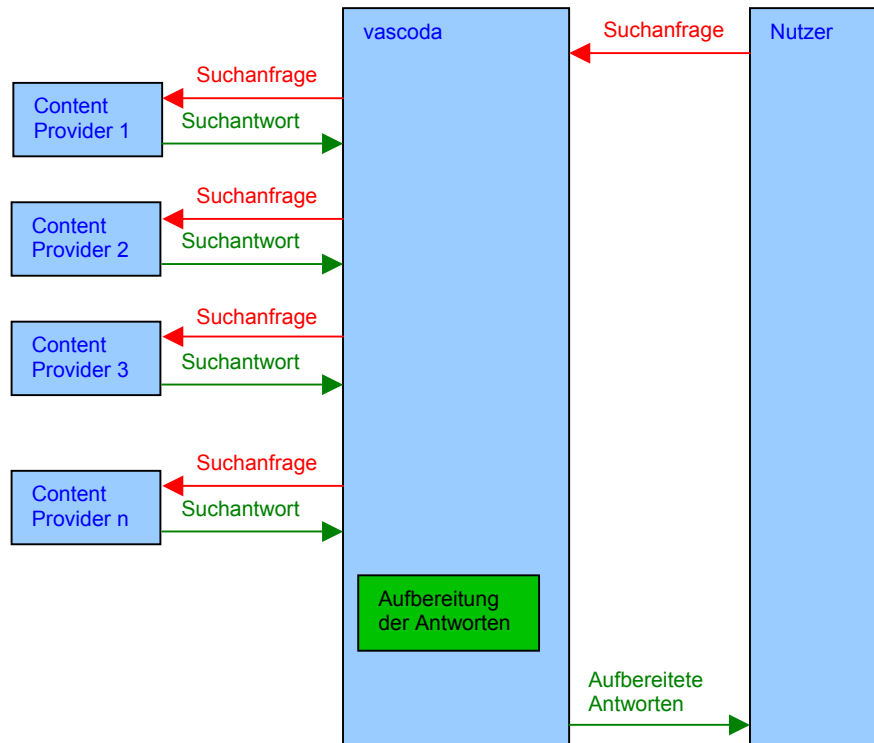 vascoda
Suchanfrage
Nutzer
Suchanfrage
Content
Provider 1
Suchantwort
Suchanfrage
Content
Provider 2
Suchantwort
Suchanfrage
Content
Provider 3
Suchantwort
Suchanfrage
Content
Provider n
Suchantwort
Aufbereitung
der Antworten
Aufbereitete
Antworten